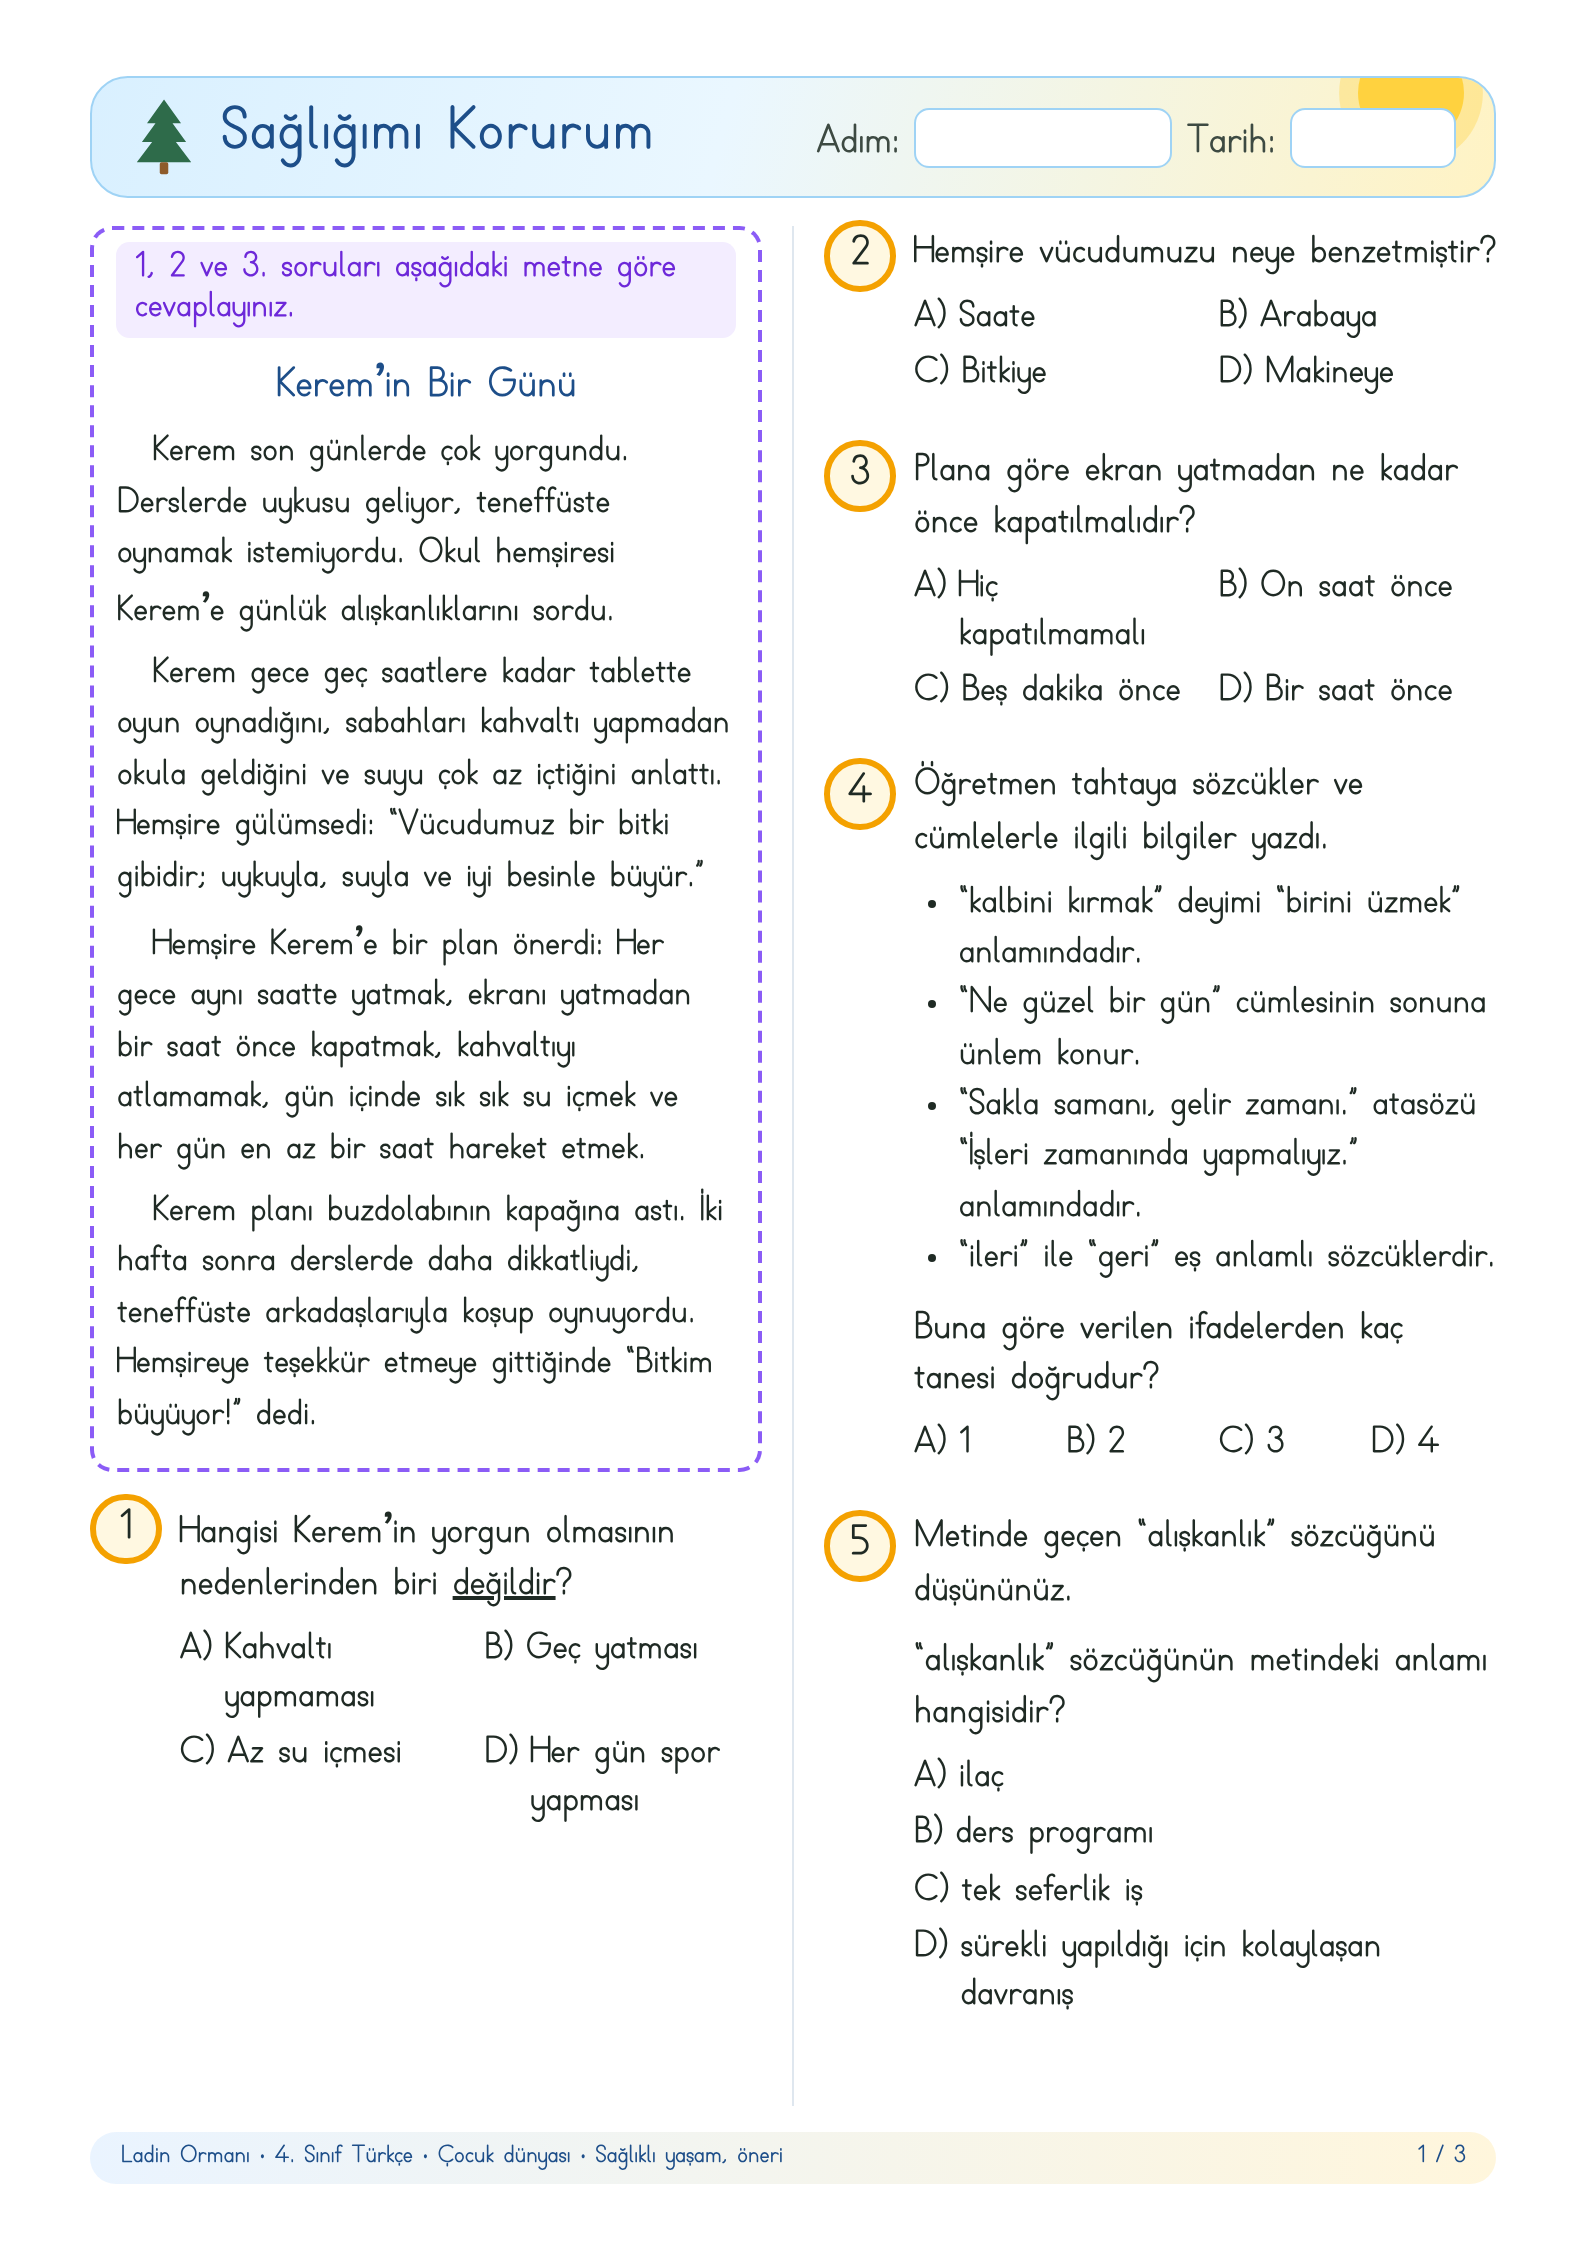 Sağlığımı Korurum
Adım:
Tarih:
1, 2 ve 3. soruları aşağıdaki metne göre
cevaplayınız.
Kerem'in Bir Günü
Kerem son günlerde çok yorgundu.
Derslerde uykusu geliyor, teneffüste
oynamak istemiyordu. Okul hemşiresi
Kerem'e günlük alışkanlıklarını sordu.
Kerem gece geç saatlere kadar tablette
oyun oynadığını, sabahları kahvaltı yapmadan
okula geldiğini ve suyu çok az içtiğini anlattı.
Hemşire gülümsedi: “Vücudumuz bir bitki
gibidir; uykuyla, suyla ve iyi besinle büyür.”
Hemşire Kerem'e bir plan önerdi: Her
gece aynı saatte yatmak, ekranı yatmadan
bir saat önce kapatmak, kahvaltıyı
atlamamak, gün içinde sık sık su içmek ve
her gün en az bir saat hareket etmek.
Kerem planı buzdolabının kapağına astı. İki
hafta sonra derslerde daha dikkatliydi,
teneffüste arkadaşlarıyla koşup oynuyordu.
Hemşireye teşekkür etmeye gittiğinde “Bitkim
büyüyor!” dedi.
1 Hangisi Kerem'in yorgun olmasının
nedenlerinden biri değildir?
A) Kahvaltı yapmaması
B) Geç yatması
C) Az su içmesi
D) Her gün spor yapması
2 Hemşire vücudumuzu neye benzetmiştir?
A) Saate B) Arabaya
C) Bitkiye D) Makineye
3 Plana göre ekran yatmadan ne kadar
önce kapatılmalıdır?
A) Hiç kapatılmamalı
B) On saat önce
C) Beş dakika önce D) Bir saat önce
4 Öğretmen tahtaya sözcükler ve
cümlelerle ilgili bilgiler yazdı.
• “kalbini kırmak” deyimi “birini üzmek”
anlamındadır.
• “Ne güzel bir gün” cümlesinin sonuna
ünlem konur.
• “Sakla samanı, gelir zamanı.” atasözü
“İşleri zamanında yapmalıyız.”
anlamındadır.
• “ileri” ile “geri” eş anlamlı sözcüklerdir.
Buna göre verilen ifadelerden kaç
tanesi doğrudur?
A) 1 B) 2 C) 3 D) 4
5 Metinde geçen “alışkanlık” sözcüğünü
düşününüz.
“alışkanlık” sözcüğünün metindeki anlamı
hangisidir?
A) ilaç
B) ders programı
C) tek seferlik iş
D) sürekli yapıldığı için kolaylaşan
davranış
Ladin Ormanı • 4. Sınıf Türkçe • Çocuk dünyası • Sağlıklı yaşam, öneri
1 / 3